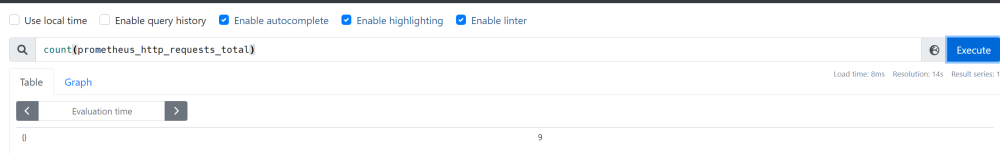 Use local time Enable query history Enable autocomplete Enable highlighting Enable linter
count(prometheus_http_requests_total) Execute
Table Graph Load time: 8ms Resolution: 14s Result series: 1
Evaluation time
{} 9